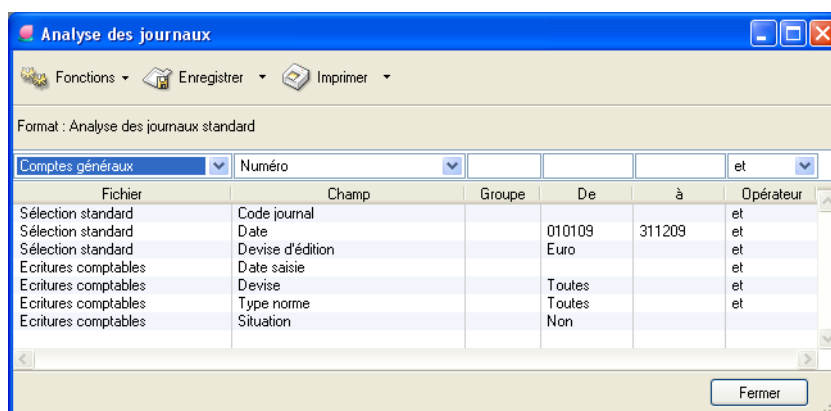 Analyse des journaux
Fonctions Enregistrer Imprimer
Format : Analyse des journaux standard
Comptes généraux Numéro et
Fichier Champ Groupe De à Opérateur
Sélection standard Code journal et
Sélection standard Date 010109 311209 et
Sélection standard Devise d'édition Euro et
Ecritures comptables Date saisie et
Ecritures comptables Devise Toutes et
Ecritures comptables Type norme Toutes et
Ecritures comptables Situation Non
Fermer